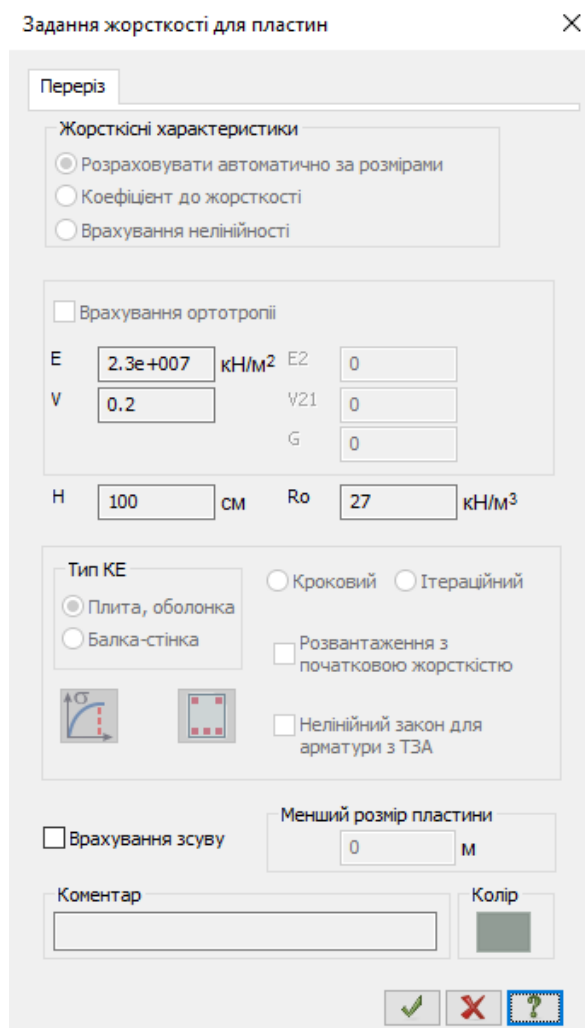 Задання жорсткості для пластин
Переріз
Жорсткісні характеристики
Розраховувати автоматично за розмірами
Коефіцієнт до жорсткості
Врахування нелінійності
Врахування ортотропії
E 2.3e+007 кН/м² E2 0
V 0.2 V21 0
G 0
H 100 см Ro 27 кН/м³
Тип КЕ
Кроковий Ітераційний
Плита, оболонка
Балка-стінка
Розвантаження з
початковою жорсткістю
σ
Нелінійний закон для
арматури з ТЗА
Менший розмір пластини
Врахування зсуву 0 м
Коментар Колір
?